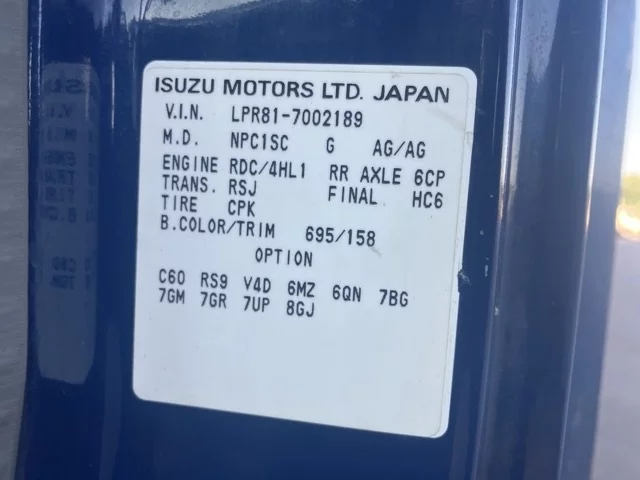 ISUZU MOTORS LTD. JAPAN
V.I.N. LPR81-7002189
M.D. NPC1SC G AG/AG
ENGINE RDC/4HL1 RR AXLE 6CP
TRANS. RSJ FINAL HC6
TIRE CPK
B.COLOR/TRIM 695/158
OPTION
C60 RS9 V4D 6MZ 6QN 7BG
7GM 7GR 7UP 8GJ